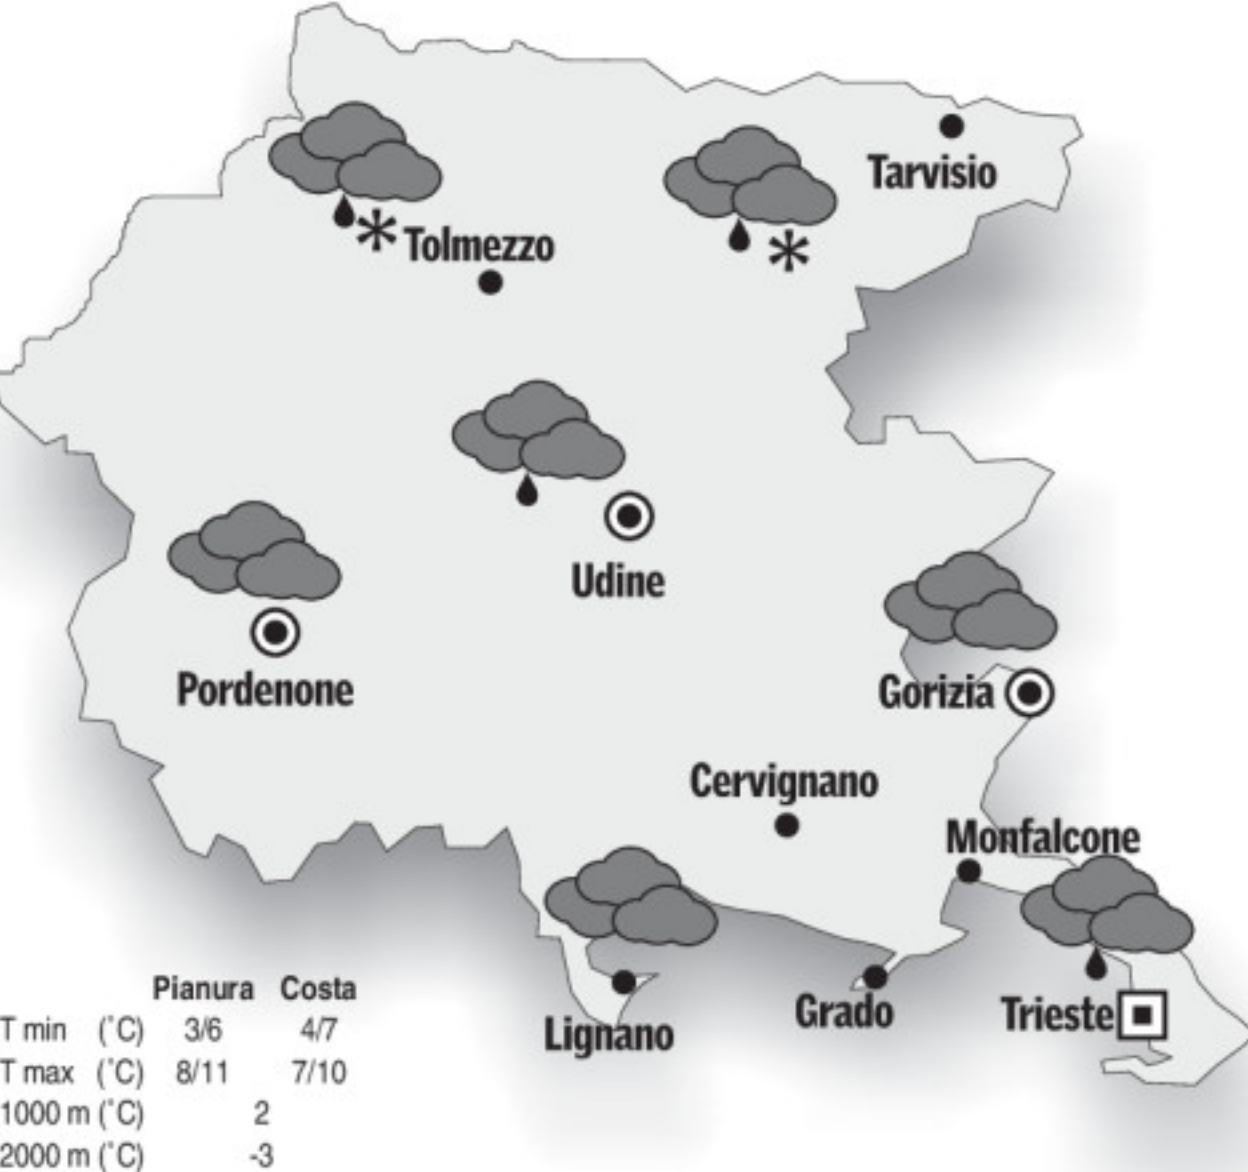 Tarvisio
Tolmezzo
Udine
Pordenone
Gorizia
Cervignano
Monfalcone
Grado
Trieste
Lignano
Pianura Costa
T min (°C) 3/6 4/7
T max (°C) 8/11 7/10
1000 m (°C) 2
2000 m (°C) -3